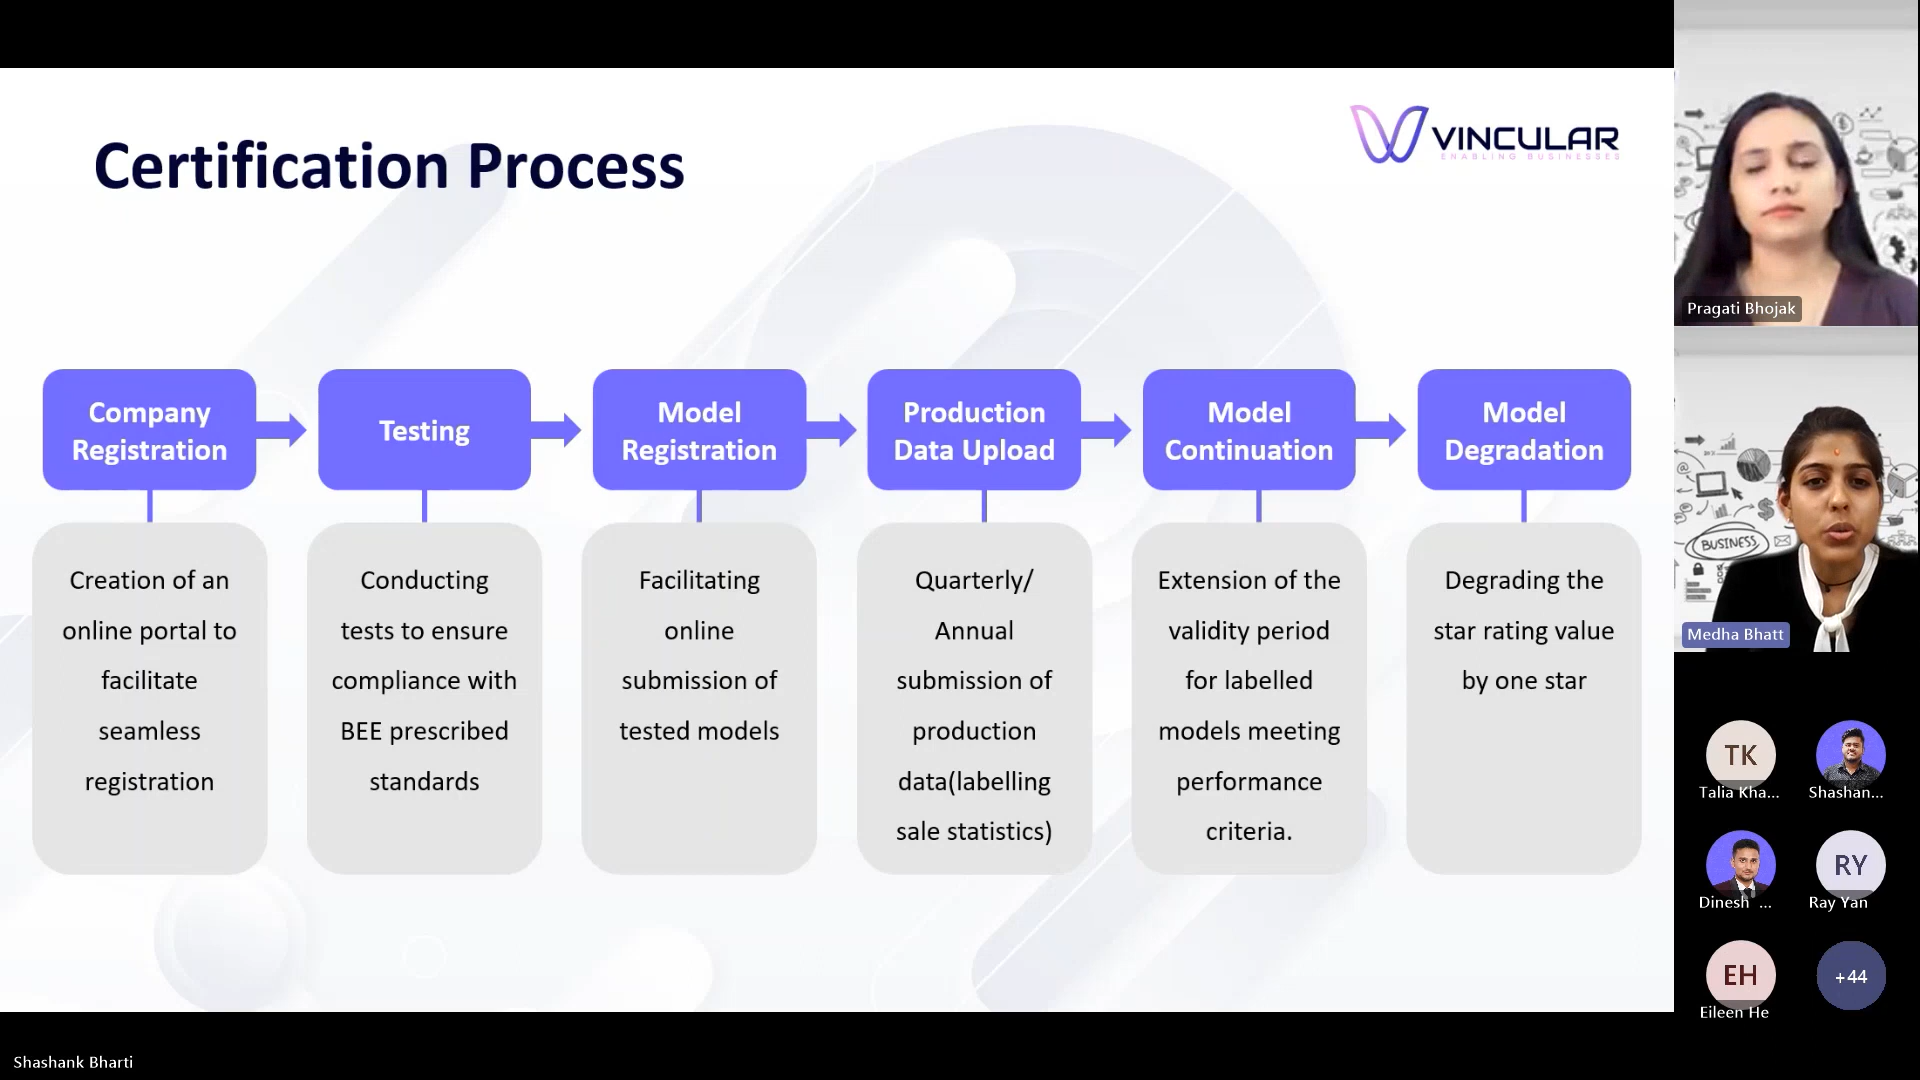 Certification Process
VINCULAR
ENABLING BUSINESSES
Company
Registration
Testing
Model
Registration
Production
Data Upload
Model
Continuation
Model
Degradation
Creation of an
online portal to
facilitate
seamless
registration
Conducting
tests to ensure
compliance with
BEE prescribed
standards
Facilitating
online
submission of
tested models
Quarterly/
Annual
submission of
production
data(labelling
sale statistics)
Extension of the
validity period
for labelled
models meeting
performance
criteria.
Degrading the
star rating value
by one star
Pragati Bhojak
BUSINESS
Medha Bhatt
TK
Talia Kha...
Shashan...
Dinesh ...
RY
Ray Yan
EH
Eileen He
+44
Shashank Bharti